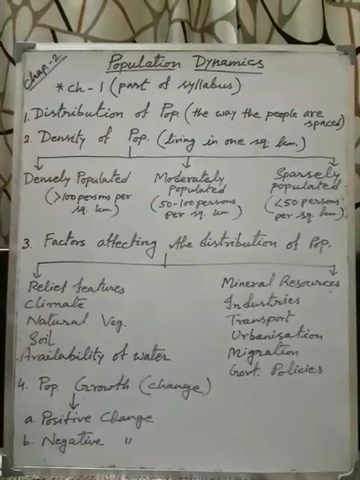 Chap.-2
Population Dynamics
* Ch-1 (part of syllabus)
1. Distribution of Pop. (the way the people are spaced)
2. Density of Pop. (living in one sq. km.)
Densely Populated (>100 persons per sq. km.)
Moderately populated (50-100 persons per sq. km.)
Sparsely populated (<50 persons per sq. km.)
3. Factors affecting the distribution of Pop.
Relief features
Climate
Natural Veg.
Soil
Availability of water
Mineral Resources
Industries
Transport
Urbanisation
Migration
Govt. Policies
4. Pop. Growth (change)
a. Positive Change
b. Negative "